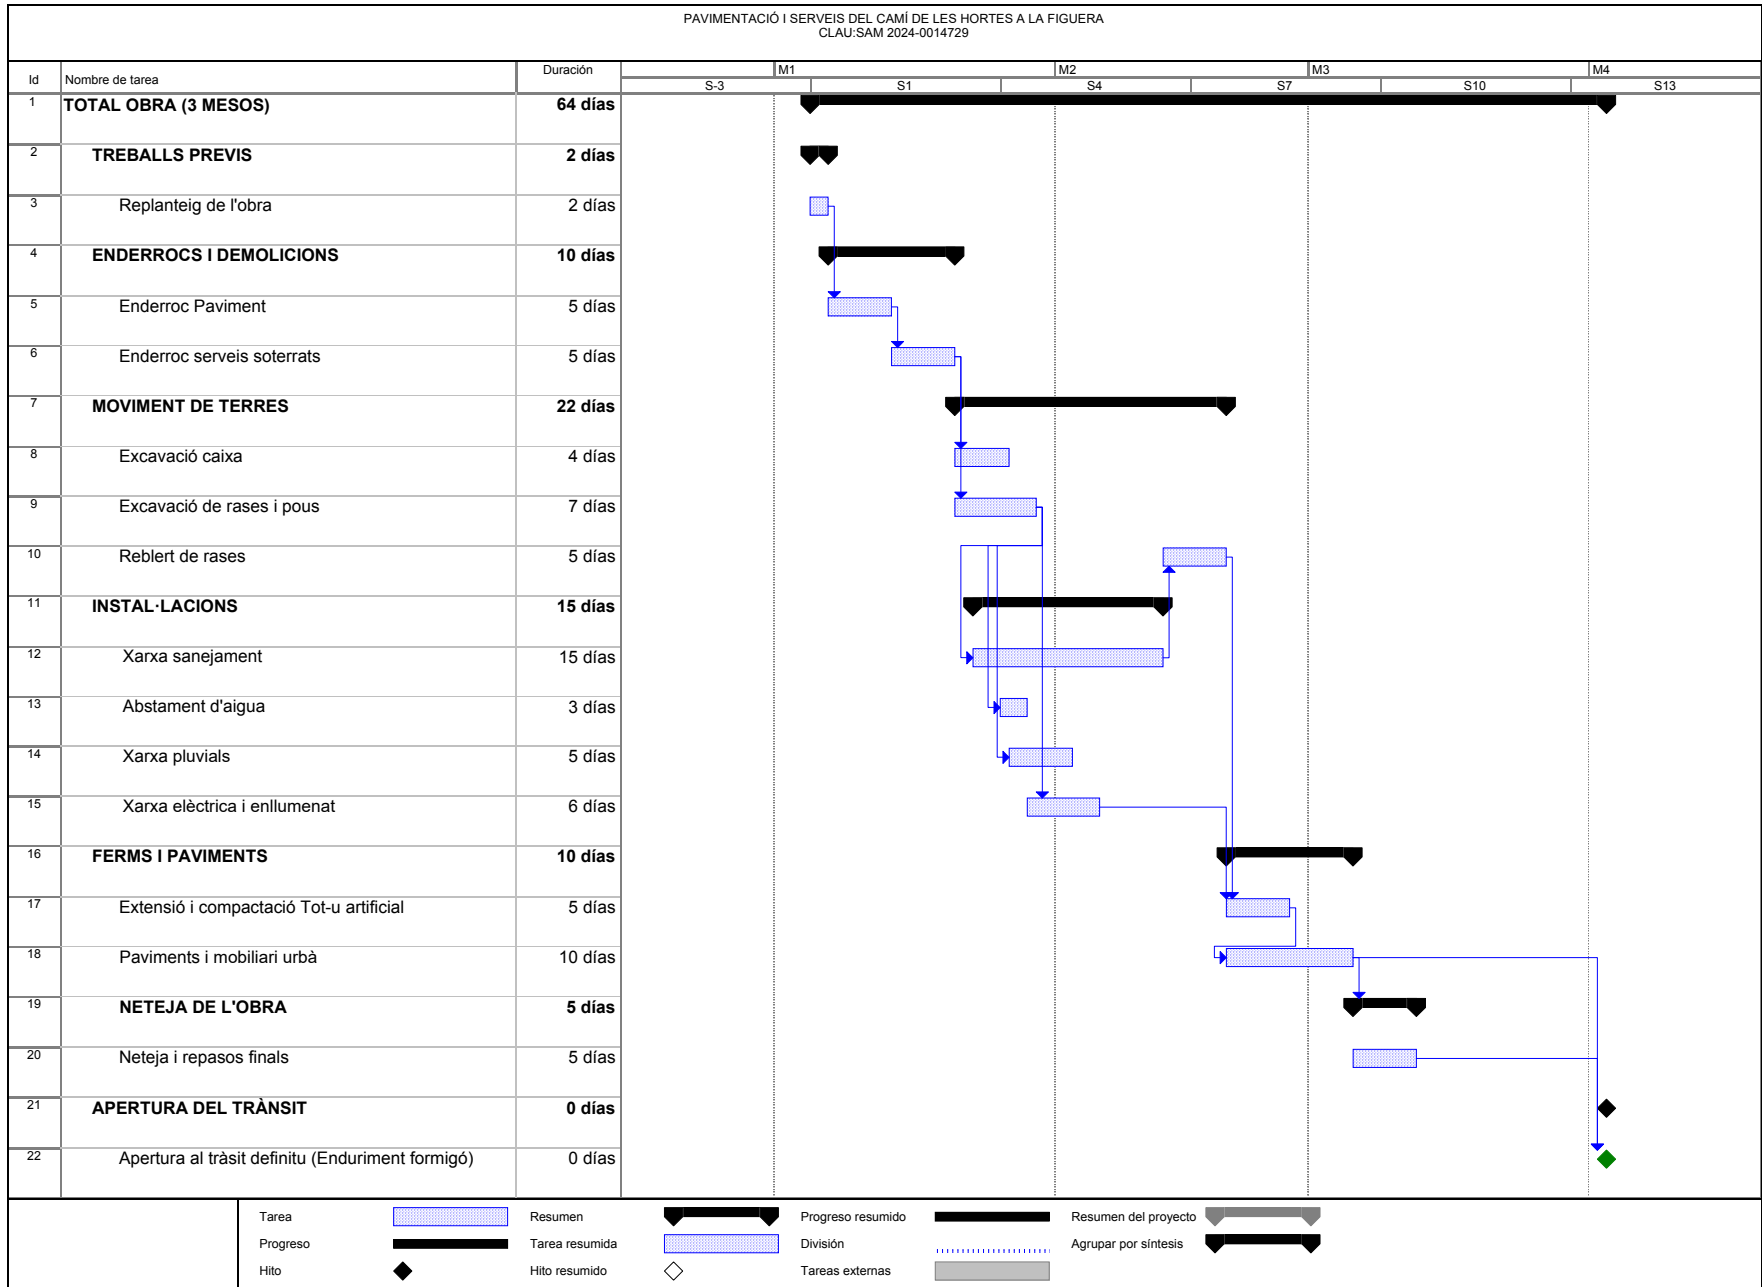 PAVIMENTACIÓ I SERVEIS DEL CAMÍ DE LES HORTES A LA FIGUERA
CLAU:SAM 2024-0014729
Id Nombre de tarea Duración M1 M2 M3 M4
S-3 S1 S4 S7 S10 S13
1 TOTAL OBRA (3 MESOS) 64 días
2 TREBALLS PREVIS 2 días
3 Replanteig de l'obra 2 días
4 ENDERROCS I DEMOLICIONS 10 días
5 Enderroc Paviment 5 días
6 Enderroc serveis soterrats 5 días
7 MOVIMENT DE TERRES 22 días
8 Excavació caixa 4 días
9 Excavació de rases i pous 7 días
10 Reblert de rases 5 días
11 INSTAL·LACIONS 15 días
12 Xarxa sanejament 15 días
13 Abstament d'aigua 3 días
14 Xarxa pluvials 5 días
15 Xarxa elèctrica i enllumenat 6 días
16 FERMS I PAVIMENTS 10 días
17 Extensió i compactació Tot-u artificial 5 días
18 Paviments i mobiliari urbà 10 días
19 NETEJA DE L'OBRA 5 días
20 Neteja i repasos finals 5 días
21 APERTURA DEL TRÀNSIT 0 días
22 Apertura al tràsit definitu (Enduriment formigó) 0 días
Tarea Resumen Progreso resumido Resumen del proyecto
Progreso Tarea resumida División Agrupar por síntesis
Hito Hito resumido Tareas externas